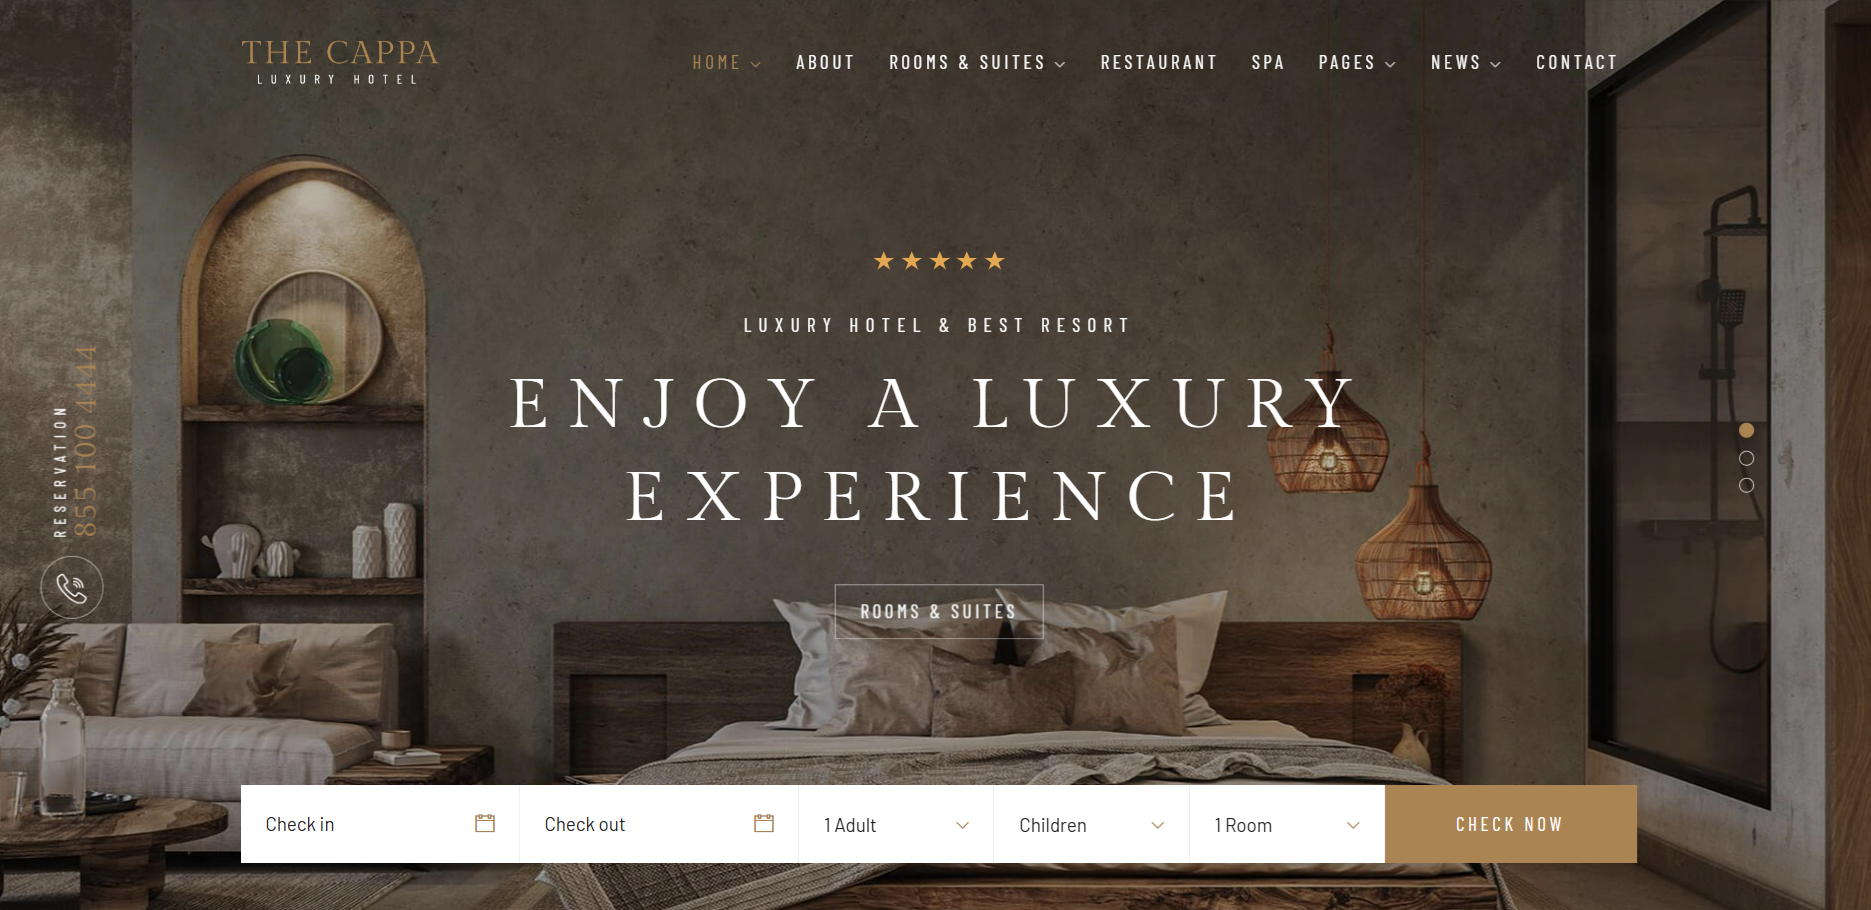 THE CAPPA
LUXURY HOTEL
HOME
ABOUT
ROOMS & SUITES
RESTAURANT
SPA
PAGES
NEWS
CONTACT
LUXURY HOTEL & BEST RESORT
ENJOY A LUXURY
EXPERIENCE
RESERVATION
855 100 4444
ROOMS & SUITES
Check in
Check out
1 Adult
Children
1 Room
CHECK NOW